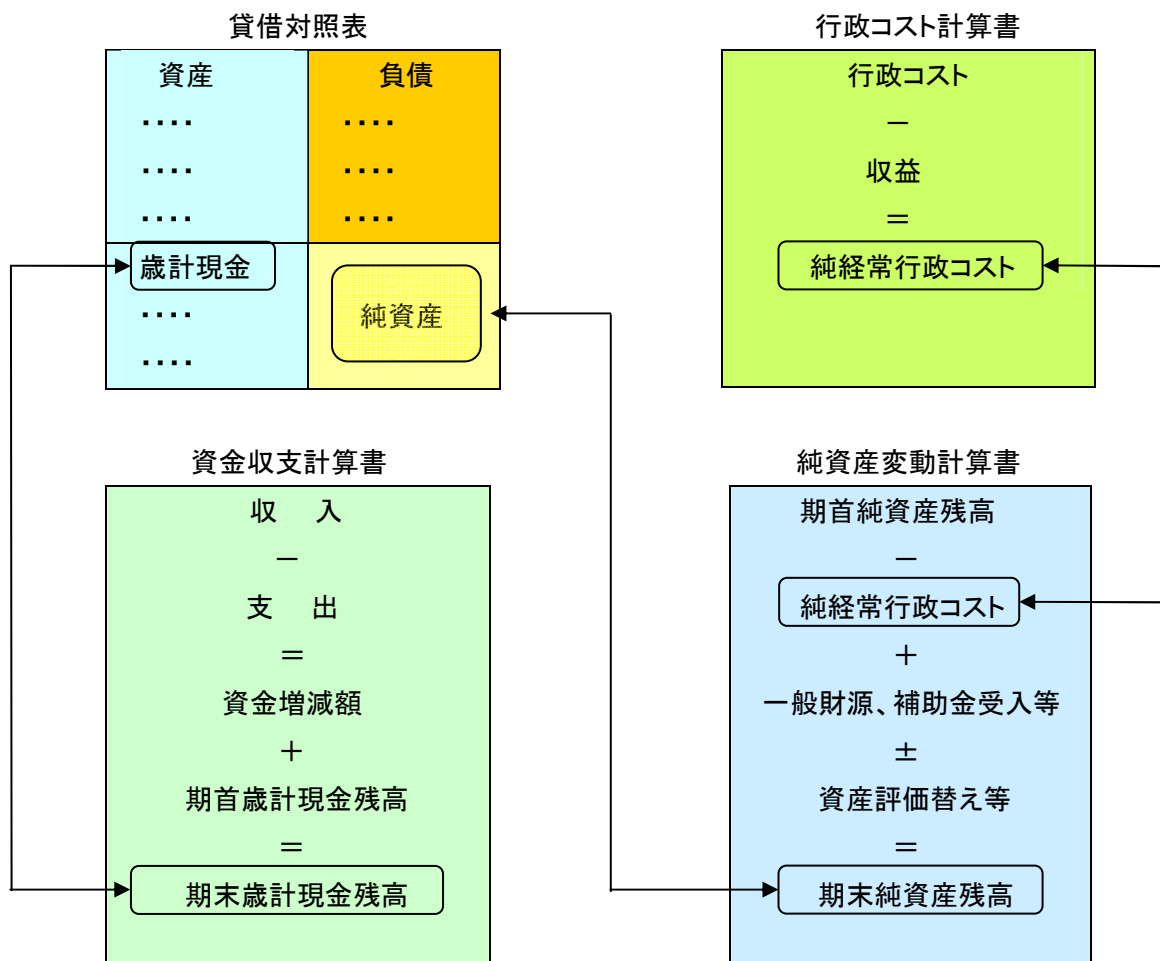 貸借対照表
資産
負債
‥‥
‥‥
‥‥
‥‥
‥‥
‥‥
歳計現金
‥‥
‥‥
純資産
行政コスト計算書
行政コスト
－
収益
＝
純経常行政コスト
資金収支計算書
収　入
－
支　出
＝
資金増減額
＋
期首歳計現金残高
＝
期末歳計現金残高
純資産変動計算書
期首純資産残高
－
純経常行政コスト
＋
一般財源、補助金受入等
±
資産評価替え等
＝
期末純資産残高